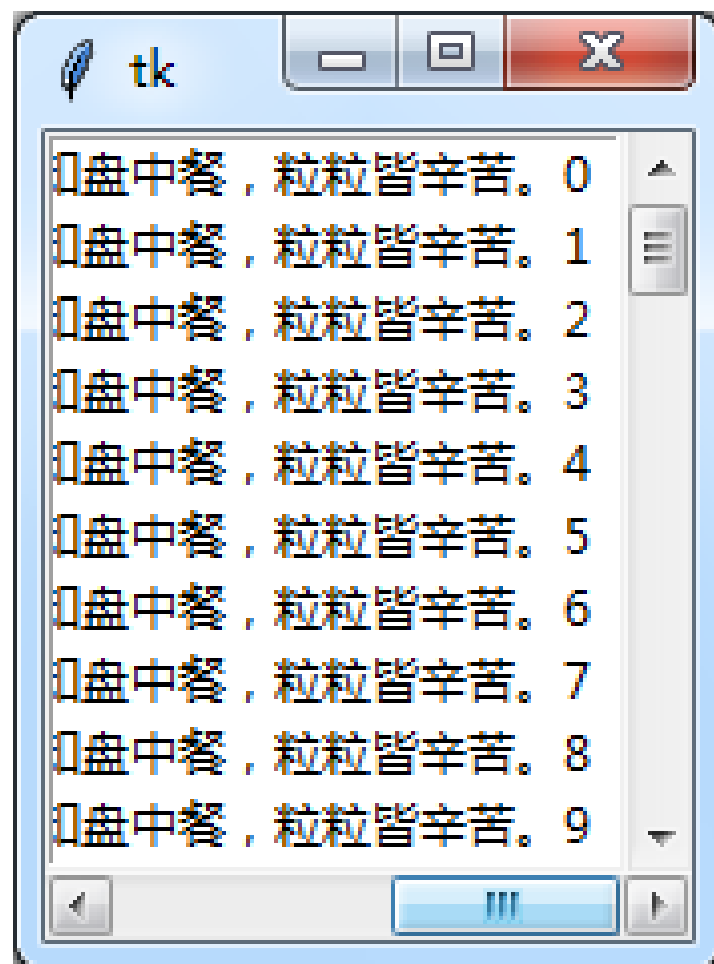 tk
盘中餐，粒粒皆辛苦。0
盘中餐，粒粒皆辛苦。1
盘中餐，粒粒皆辛苦。2
盘中餐，粒粒皆辛苦。3
盘中餐，粒粒皆辛苦。4
盘中餐，粒粒皆辛苦。5
盘中餐，粒粒皆辛苦。6
盘中餐，粒粒皆辛苦。7
盘中餐，粒粒皆辛苦。8
盘中餐，粒粒皆辛苦。9